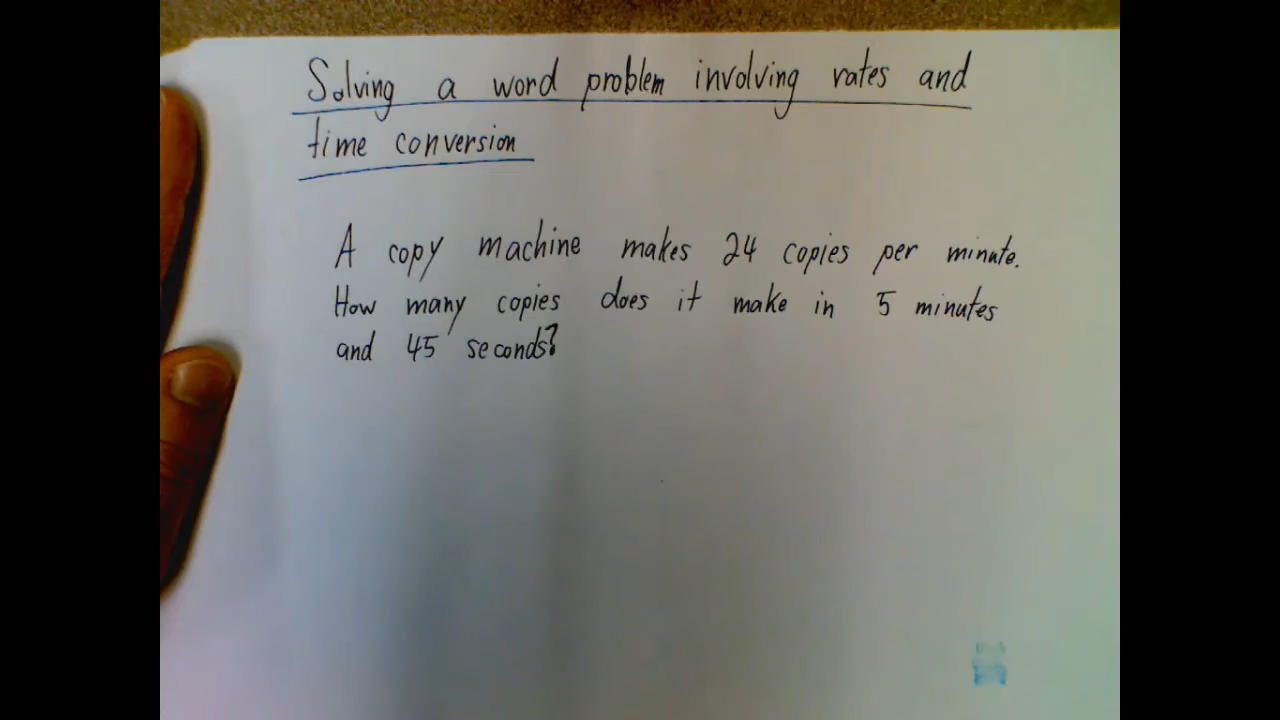 Solving a word problem involving rates and
time conversion
A copy machine makes 24 copies per minute.
How many copies does it make in 5 minutes
and 45 seconds?